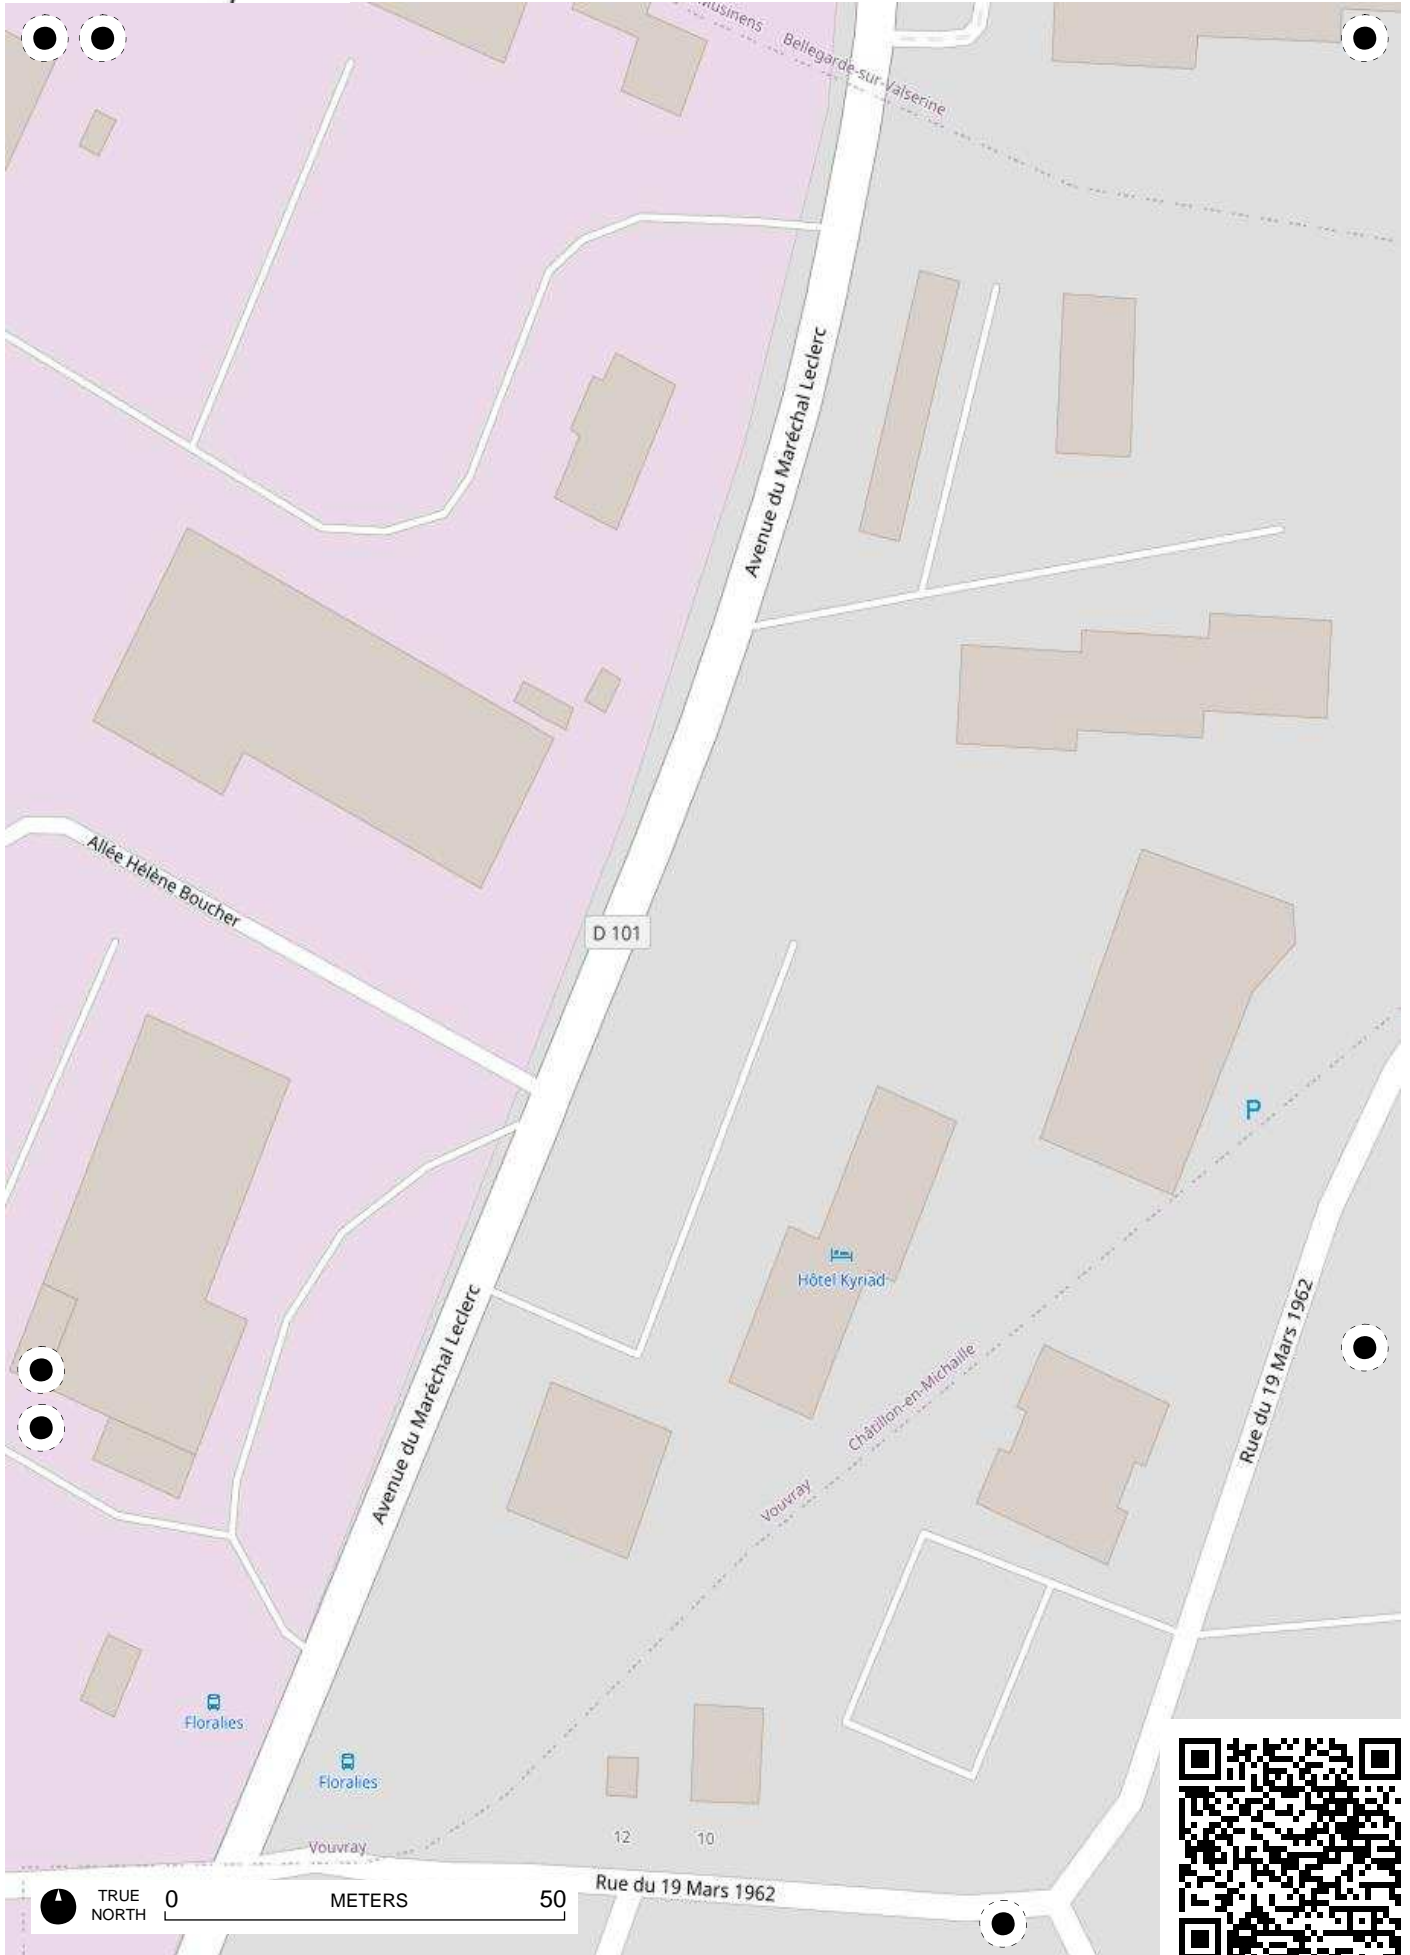 Musinens
Bellegarde-sur-Valserine
Avenue du Maréchal Leclerc
Allée Hélène Boucher
D 101
P
Hôtel Kyriad
Avenue du Maréchal Leclerc
Rue du 19 Mars 1962
Châtillon-en-Michaille
Vouvray
Floralies
Floralies
12
10
Vouvray
Rue du 19 Mars 1962
TRUE
NORTH
0 METERS 50